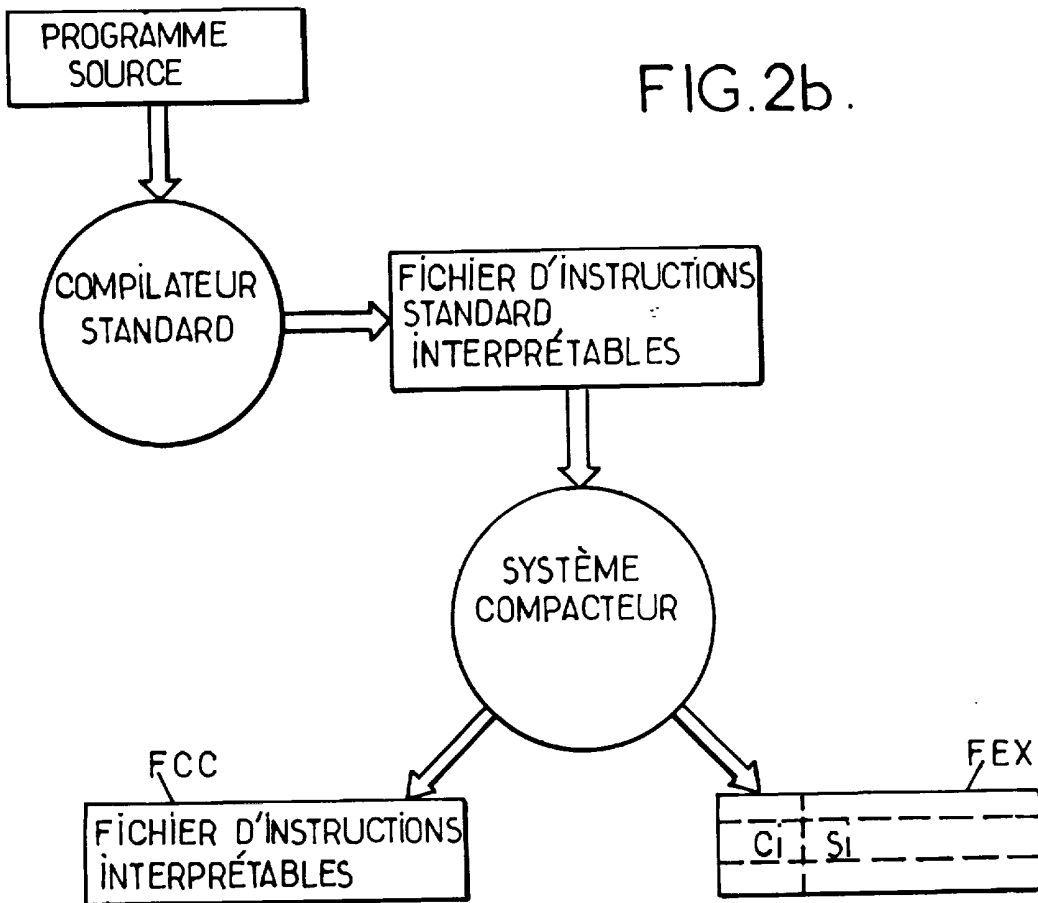 PROGRAMME
SOURCE
FIG.2b.
COMPILATEUR
STANDARD
FICHIER D'INSTRUCTIONS
STANDARD
INTERPRÉTABLES
SYSTÈME
COMPACTEUR
FCC
FEX
FICHIER D'INSTRUCTIONS
INTERPRÉTABLES
Ci Si